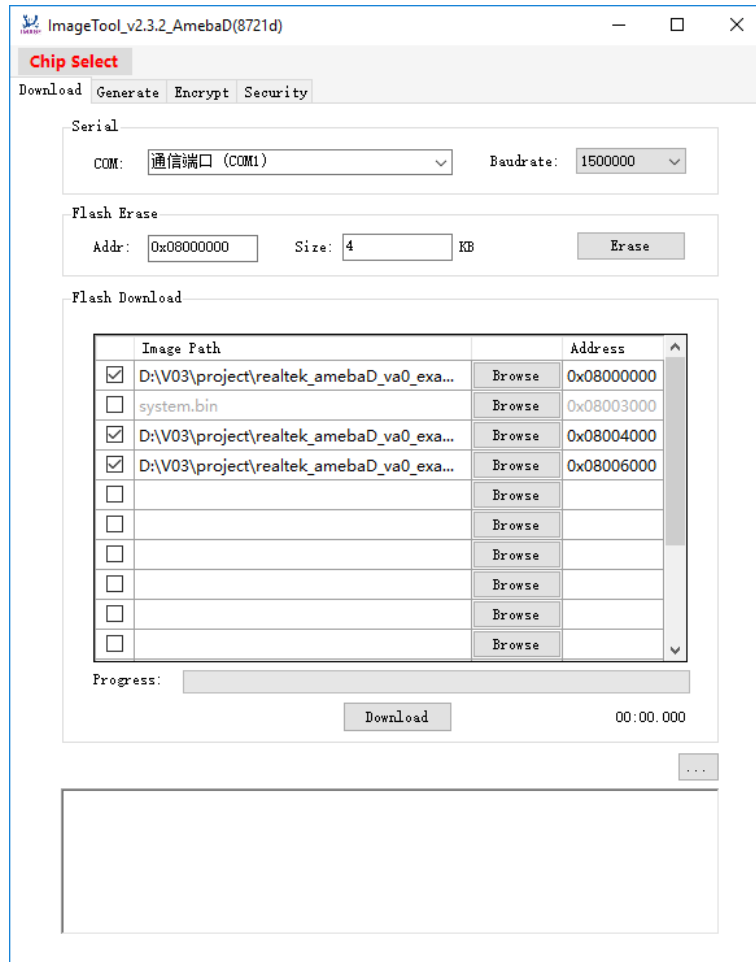 ImageTool_v2.3.2_AmebaD(8721d)
Chip Select
Download Generate Encrypt Security
Serial
COM: 通信端口 (COM1) Baudrate: 1500000
Flash Erase
Addr: 0x08000000 Size: 4 KB Erase
Flash Download
Image Path Address
D:\V03\project\realtek_amebaD_va0_exa... Browse 0x08000000
system.bin Browse 0x08003000
D:\V03\project\realtek_amebaD_va0_exa... Browse 0x08004000
D:\V03\project\realtek_amebaD_va0_exa... Browse 0x08006000
Browse
Browse
Browse
Browse
Browse
Browse
Progress:
Download 00:00.000
...